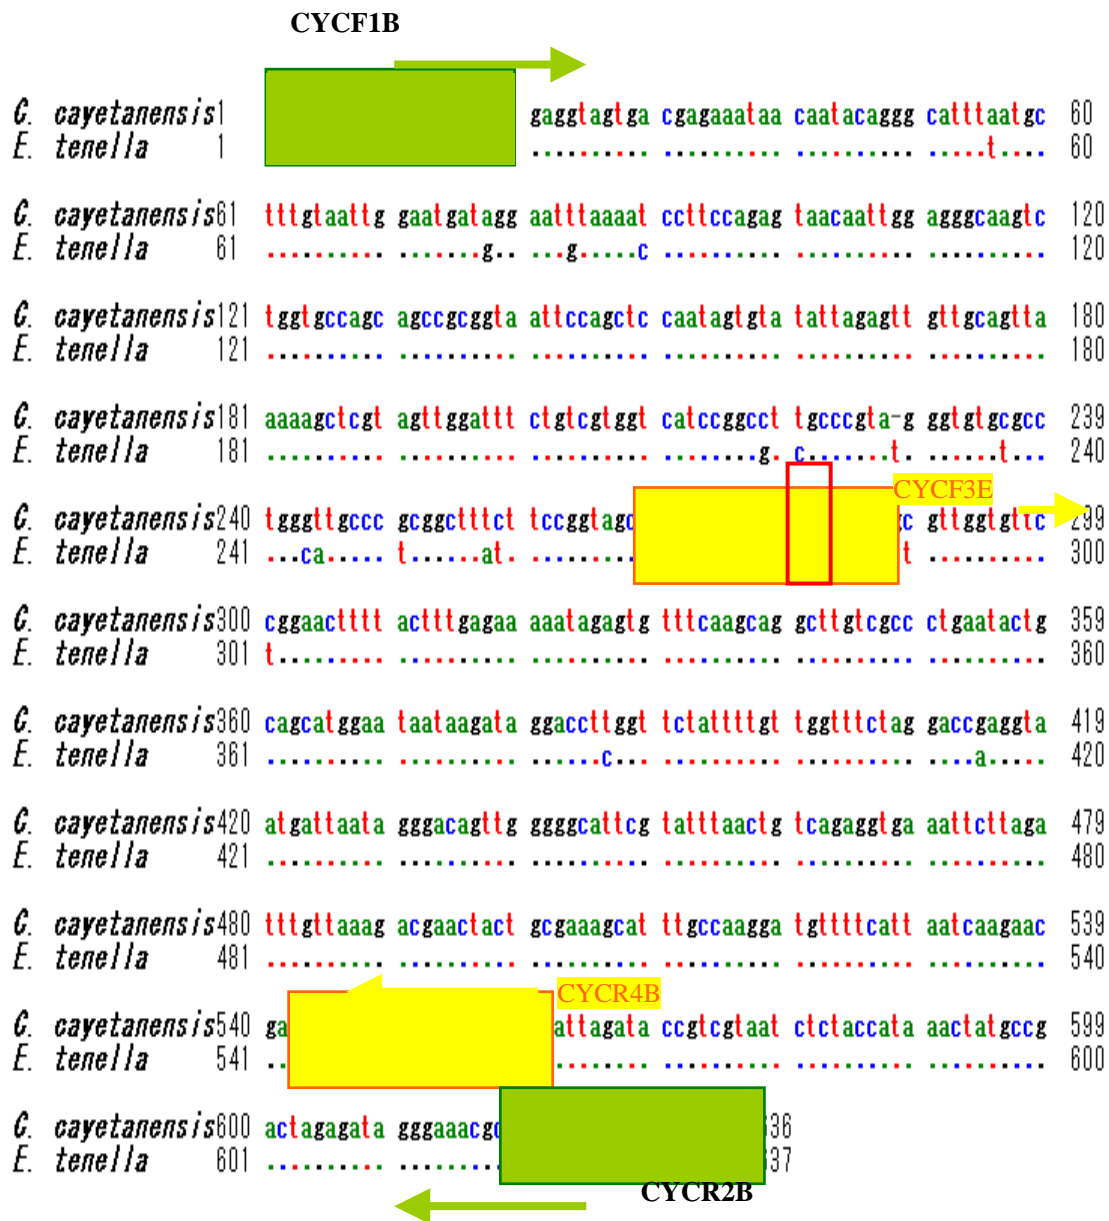 CYCF1B
C. cayetanensis1 gaggtagtga cgagaaataa caatacaggg catttaatgc 60
E. tenella 1 .......... .......... .......... .....t.... 60
C. cayetanensis61 tttgtaattg gaatgatagg aatttaaaat ccttccagag taacaattgg agggcaagtc 120
E. tenella 61 .......... .......g.. ...g.....c .......... .......... .......... 120
C. cayetanensis121 tggtgccagc agccgcggta attccagctc caatagtgta tattagagtt gttgcagtta 180
E. tenella 121 .......... .......... .......... .......... .......... .......... 180
C. cayetanensis181 aaaagctcgt agttggattt ctgtcgtggt catccggcct tgcccgta-g ggtgtgcgcc 239
E. tenella 181 .......... .......... .......... ........g. c.......t. ......t... 240
CYCF3E
C. cayetanensis240 tgggttgccc gcggctttct tccggtagc gc gttggtgttc 299
E. tenella 241 ...ca..... t......at. ........ t .......... 300
C. cayetanensis300 cggaactttt actttgagaa aaatagagtg tttcaagcag gcttgtcgcc ctgaatactg 359
E. tenella 301 t......... .......... .......... .......... .......... .......... 360
C. cayetanensis360 cagcatggaa taataagata ggaccttggt tctattttgt tggtttctag gaccgaggta 419
E. tenella 361 .......... .......... ......c... .......... .......... ....a..... 420
C. cayetanensis420 atgattaata gggacagttg ggggcattcg tatttaactg tcagaggtga aattcttaga 479
E. tenella 421 .......... .......... .......... .......... .......... .......... 480
C. cayetanensis480 tttgttaaag acgaactact gcgaaagcat ttgccaagga tgttttcatt aatcaagaac 539
E. tenella 481 .......... .......... .......... .......... .......... .......... 540
CYCR4B
C. cayetanensis540 ga attagata ccgtcgtaat ctctaccata aactatgccg 599
E. tenella 541 .. ........ .......... .......... .......... 600
C. cayetanensis600 actagagata gggaaacgc 636
E. tenella 601 .......... ........ 637
CYCR2B